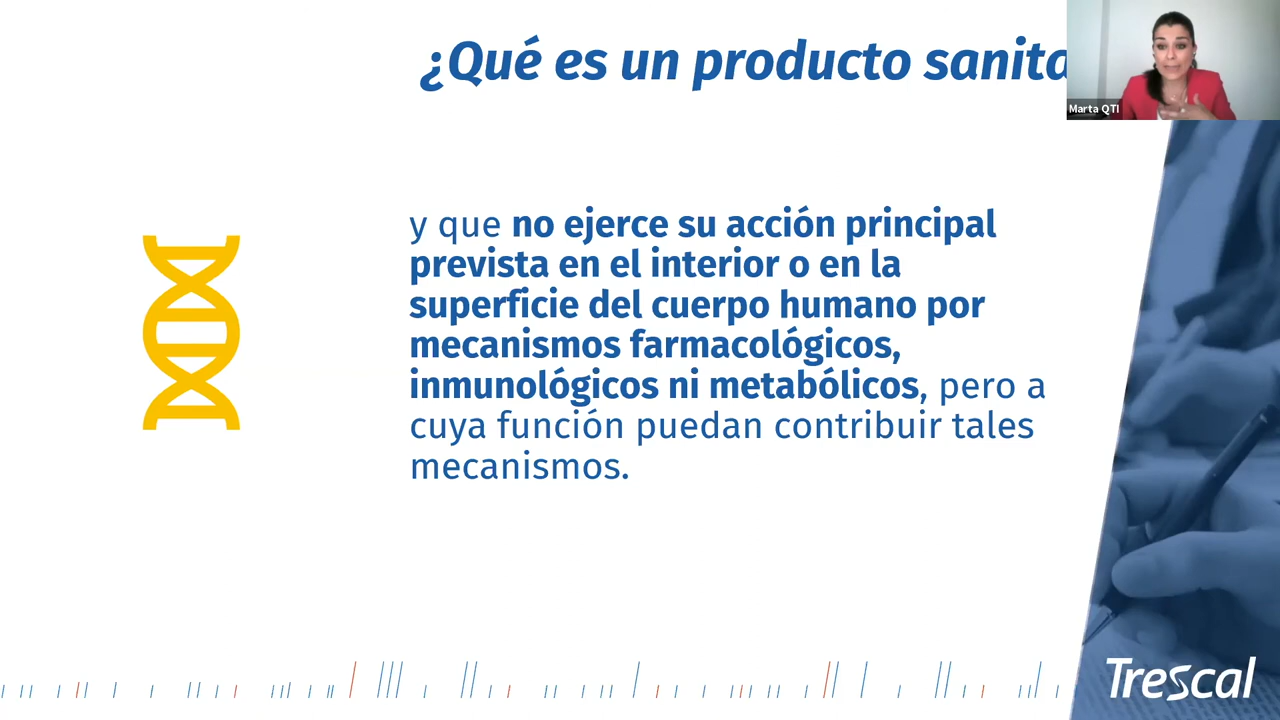 ¿Qué es un producto sanita
Marta QTI
y que no ejerce su acción principal
prevista en el interior o en la
superficie del cuerpo humano por
mecanismos farmacológicos,
inmunológicos ni metabólicos, pero a
cuya función puedan contribuir tales
mecanismos.
Trescal